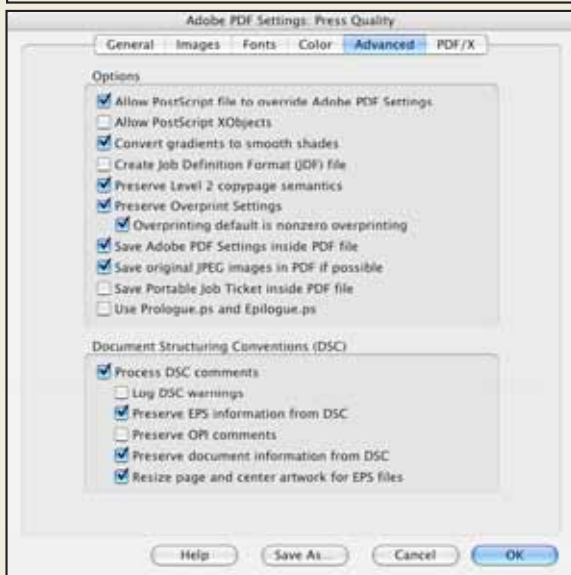 Adobe PDF Settings: Press Quality
General Images Fonts Color Advanced PDF/X
Options
Allow PostScript file to override Adobe PDF Settings
Allow PostScript XObjects
Convert gradients to smooth shades
Create Job Definition Format (JDF) file
Preserve Level 2 copypage semantics
Preserve Overprint Settings
Overprinting default is nonzero overprinting
Save Adobe PDF Settings inside PDF file
Save original JPEG images in PDF if possible
Save Portable Job Ticket inside PDF file
Use Prologue.ps and Epilogue.ps
Document Structuring Conventions (DSC)
Process DSC comments
Log DSC warnings
Preserve EPS information from DSC
Preserve OPI comments
Preserve document information from DSC
Resize page and center artwork for EPS files
Help Save As... Cancel OK